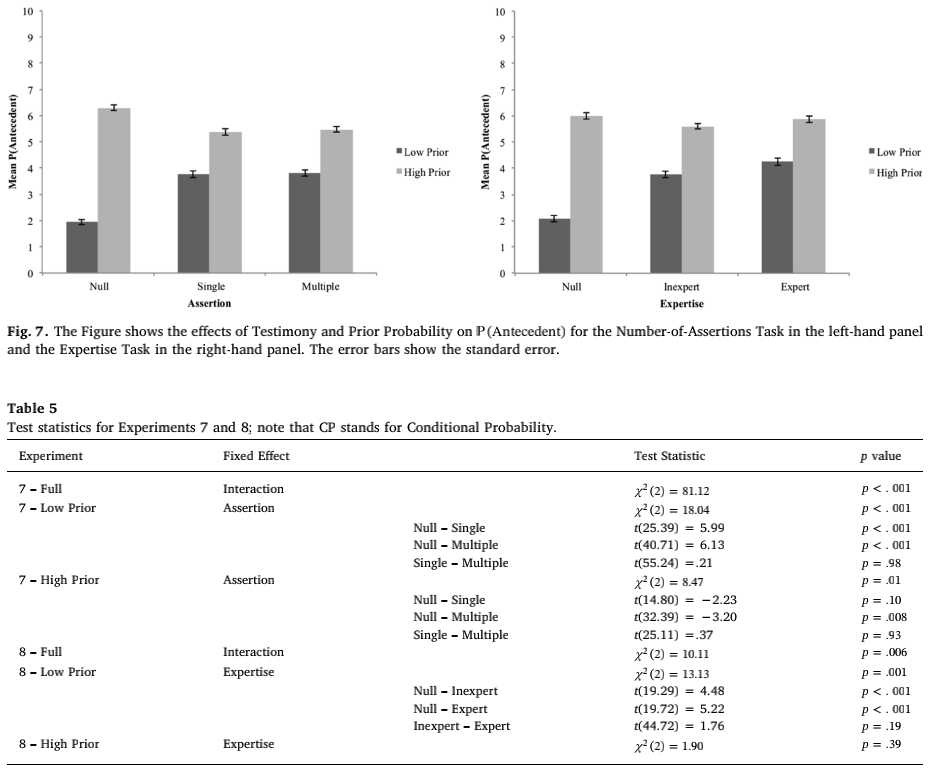 10
9
8
7
6
5
4
3
2
1
0
Mean P(Antecedent)
Null
Single
Multiple
Assertion
Low Prior
High Prior
10
9
8
7
6
5
4
3
2
1
0
Mean P(Antecedent)
Null
Inexpert
Expert
Expertise
Low Prior
High Prior
Fig. 7. The Figure shows the effects of Testimony and Prior Probability on ℙ(Antecedent) for the Number-of-Assertions Task in the left-hand panel
and the Expertise Task in the right-hand panel. The error bars show the standard error.
Table 5
Test statistics for Experiments 7 and 8; note that CP stands for Conditional Probability.
Experiment Fixed Effect Test Statistic p value
7 – Full Interaction χ² (2) = 81.12 p < . 001
7 – Low Prior Assertion χ² (2) = 18.04 p < . 001
Null – Single t(25.39) = 5.99 p < . 001
Null – Multiple t(40.71) = 6.13 p < . 001
Single – Multiple t(55.24) =.21 p = .98
7 – High Prior Assertion χ² (2) = 8.47 p = .01
Null – Single t(14.80) = −2.23 p = .10
Null – Multiple t(32.39) = −3.20 p = .008
Single – Multiple t(25.11) =.37 p = .93
8 – Full Interaction χ² (2) = 10.11 p = .006
8 – Low Prior Expertise χ² (2) = 13.13 p = .001
Null – Inexpert t(19.29) = 4.48 p < . 001
Null – Expert t(19.72) = 5.22 p < . 001
Inexpert – Expert t(44.72) = 1.76 p = .19
8 – High Prior Expertise χ² (2) = 1.90 p = .39